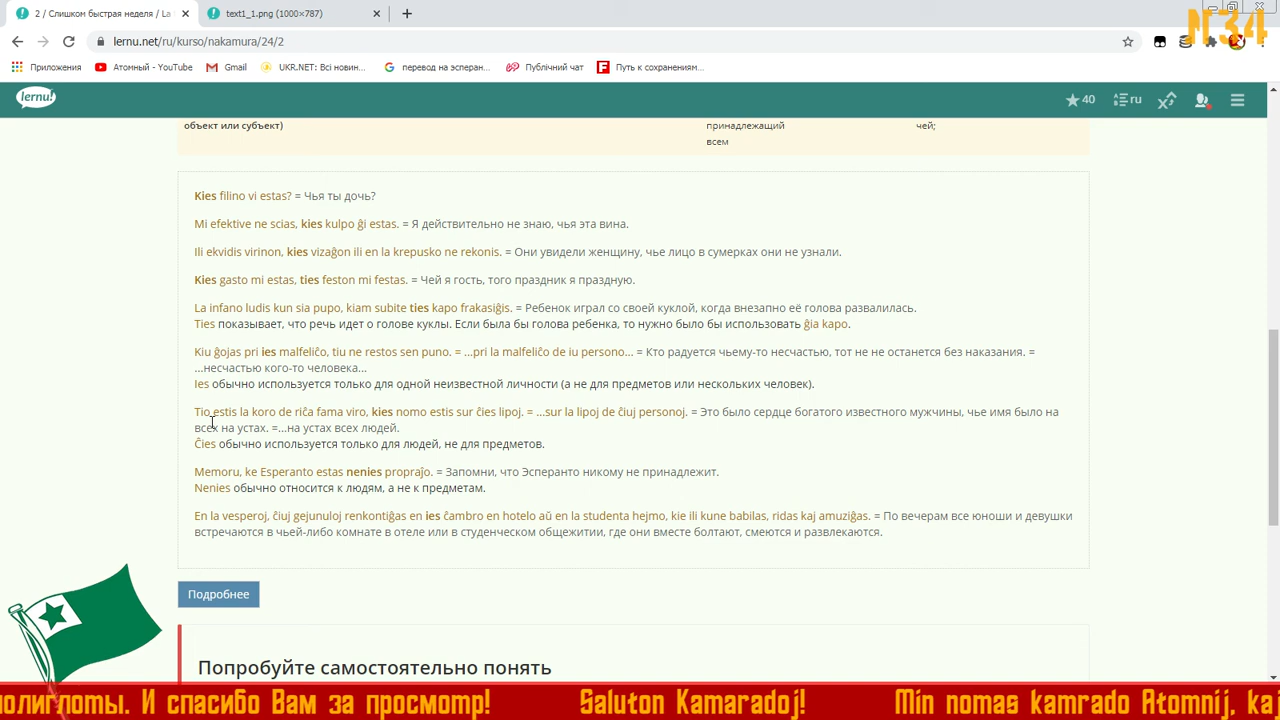 2 / Слишком быстрая неделя / La
text1_1.png (1000×787)
N34
lernu.net/ru/kurso/nakamura/24/2
Приложения
Атомный - YouTube
Gmail
UKR.NET: Всі новин...
перевод на эсперан...
Публічний чат
Путь к сохранениям...
lernu!
40
ru
объект или субъект)
принадлежащий
чей;
всем
Kies filino vi estas? = Чья ты дочь?
Mi efektive ne scias, kies kulpo ĝi estas. = Я действительно не знаю, чья эта вина.
Ili ekvidis virinon, kies vizaĝon ili en la krepusko ne rekonis. = Они увидели женщину, чье лицо в сумерках они не узнали.
Kies gasto mi estas, ties feston mi festas. = Чей я гость, того праздник я праздную.
La infano ludis kun sia pupo, kiam subite ties kapo frakasiĝis. = Ребенок играл со своей куклой, когда внезапно её голова развалилась.
Ties показывает, что речь идет о голове куклы. Если была бы голова ребенка, то нужно было бы использовать ĝia kapo.
Kiu ĝojas pri ies malfeliĉo, tiu ne restos sen puno. = ...pri la malfeliĉo de iu persono... = Кто радуется чьему-то несчастью, тот не не останется без наказания. =
...несчастью кого-то человека...
Ies обычно используется только для одной неизвестной личности (а не для предметов или нескольких человек).
Tio estis la koro de riĉa fama viro, kies nomo estis sur ĉies lipoj. = ...sur la lipoj de ĉiuj personoj. = Это было сердце богатого известного мужчины, чье имя было на
всех на устах. =...на устах всех людей.
Ĉies обычно используется только для людей, не для предметов.
Memoru, ke Esperanto estas nenies propraĵo. = Запомни, что Эсперанто никому не принадлежит.
Nenies обычно относится к людям, а не к предметам.
En la vesperoj, ĉiuj gejunuloj renkontiĝas en ies ĉambro en hotelo aŭ en la studenta hejmo, kie ili kune babilas, ridas kaj amuziĝas. = По вечерам все юноши и девушки
встречаются в чьей-либо комнате в отеле или в студенческом общежитии, где они вместе болтают, смеются и развлекаются.
Подробнее
Попробуйте самостоятельно понять
полиглоты. И спасибо Вам за просмотр! Saluton Kamaradoj! Min nomas kamrado Atomnij, kaj